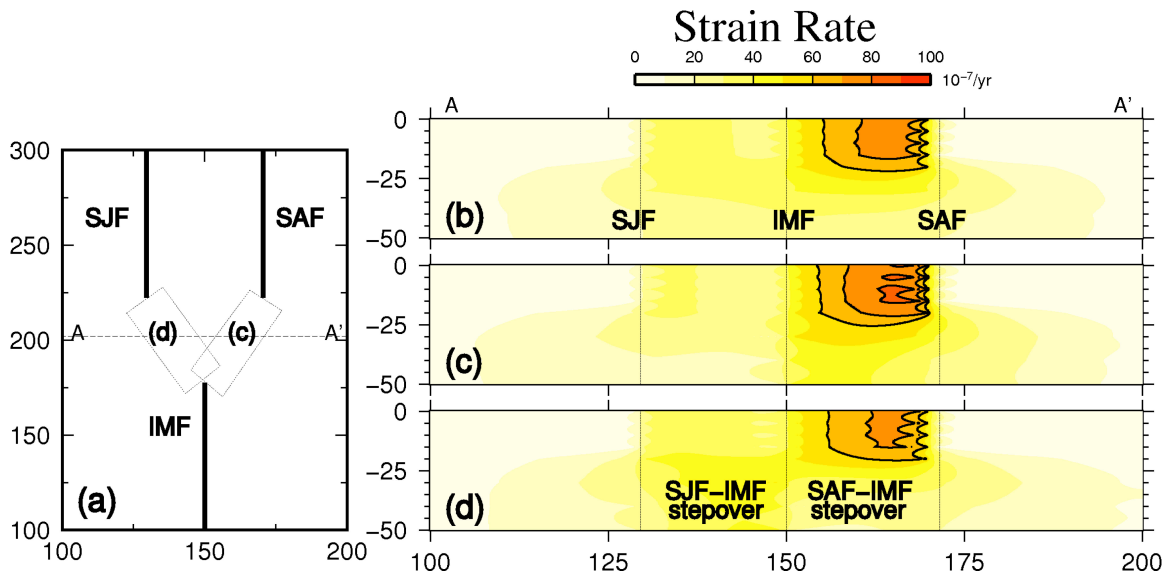 Strain Rate
0 20 40 60 80 100
10⁻⁷/yr
A A'
0
−25
−50
(b)
SJF IMF SAF
0
−25
−50
(c)
0
−25
−50
(d)
SJF−IMF
stepover
SAF−IMF
stepover
100 125 150 175 200
300
250
200
150
100
SJF SAF
(d) (c)
A A'
IMF
(a)
100 150 200